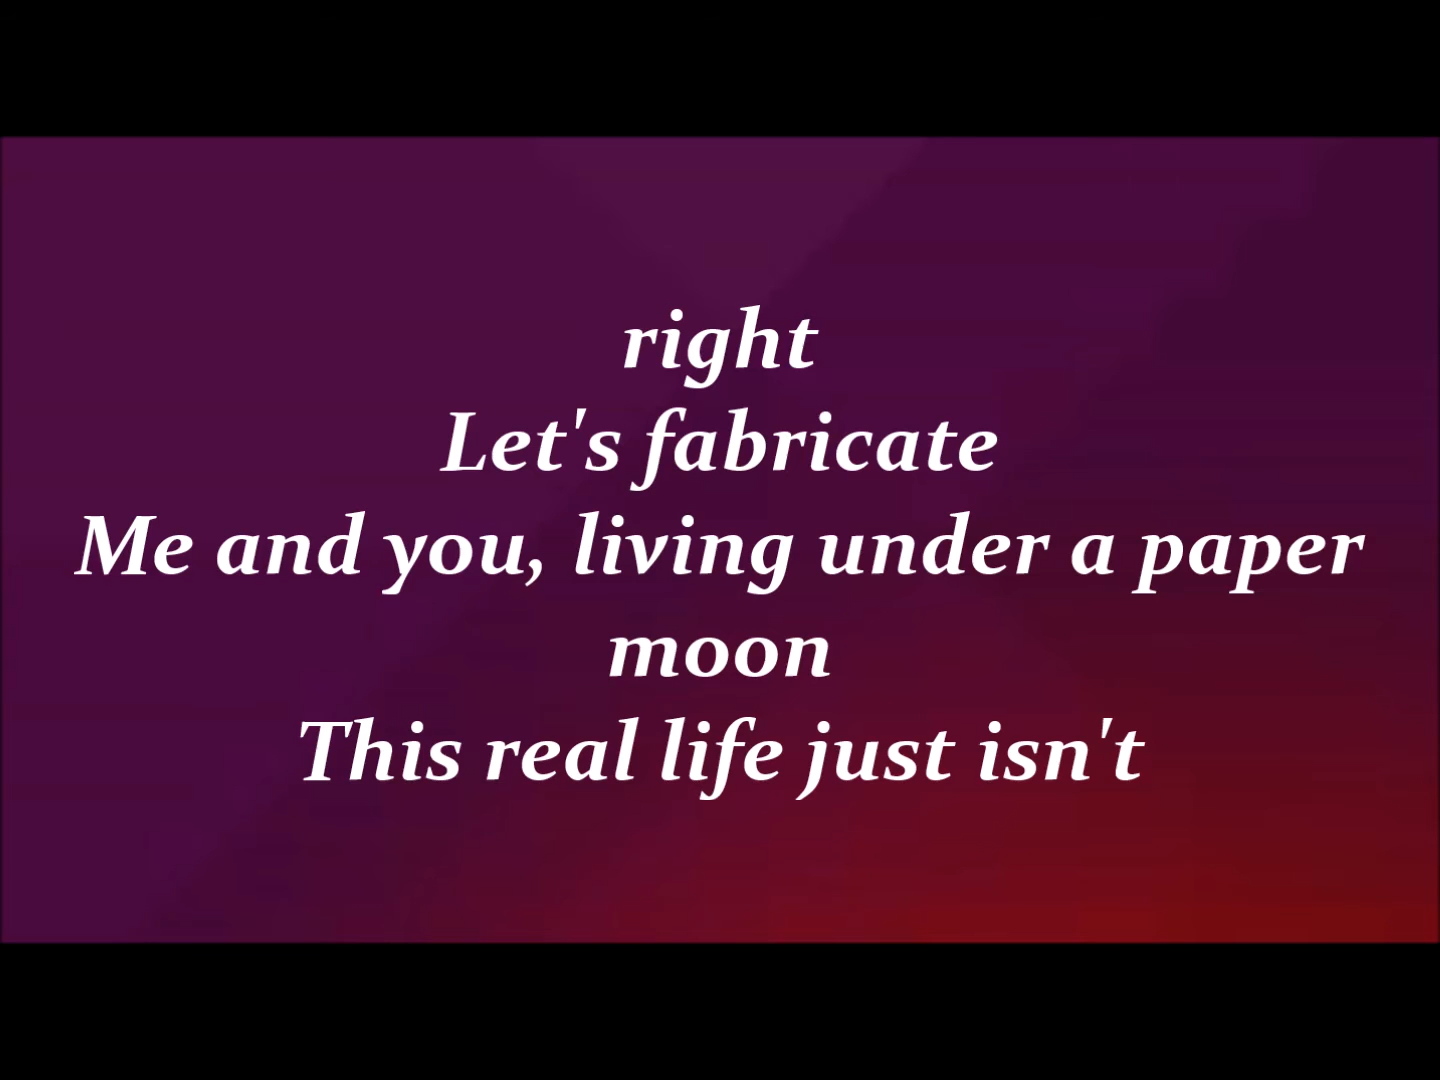 right
Let's fabricate
Me and you, living under a paper
moon
This real life just isn't